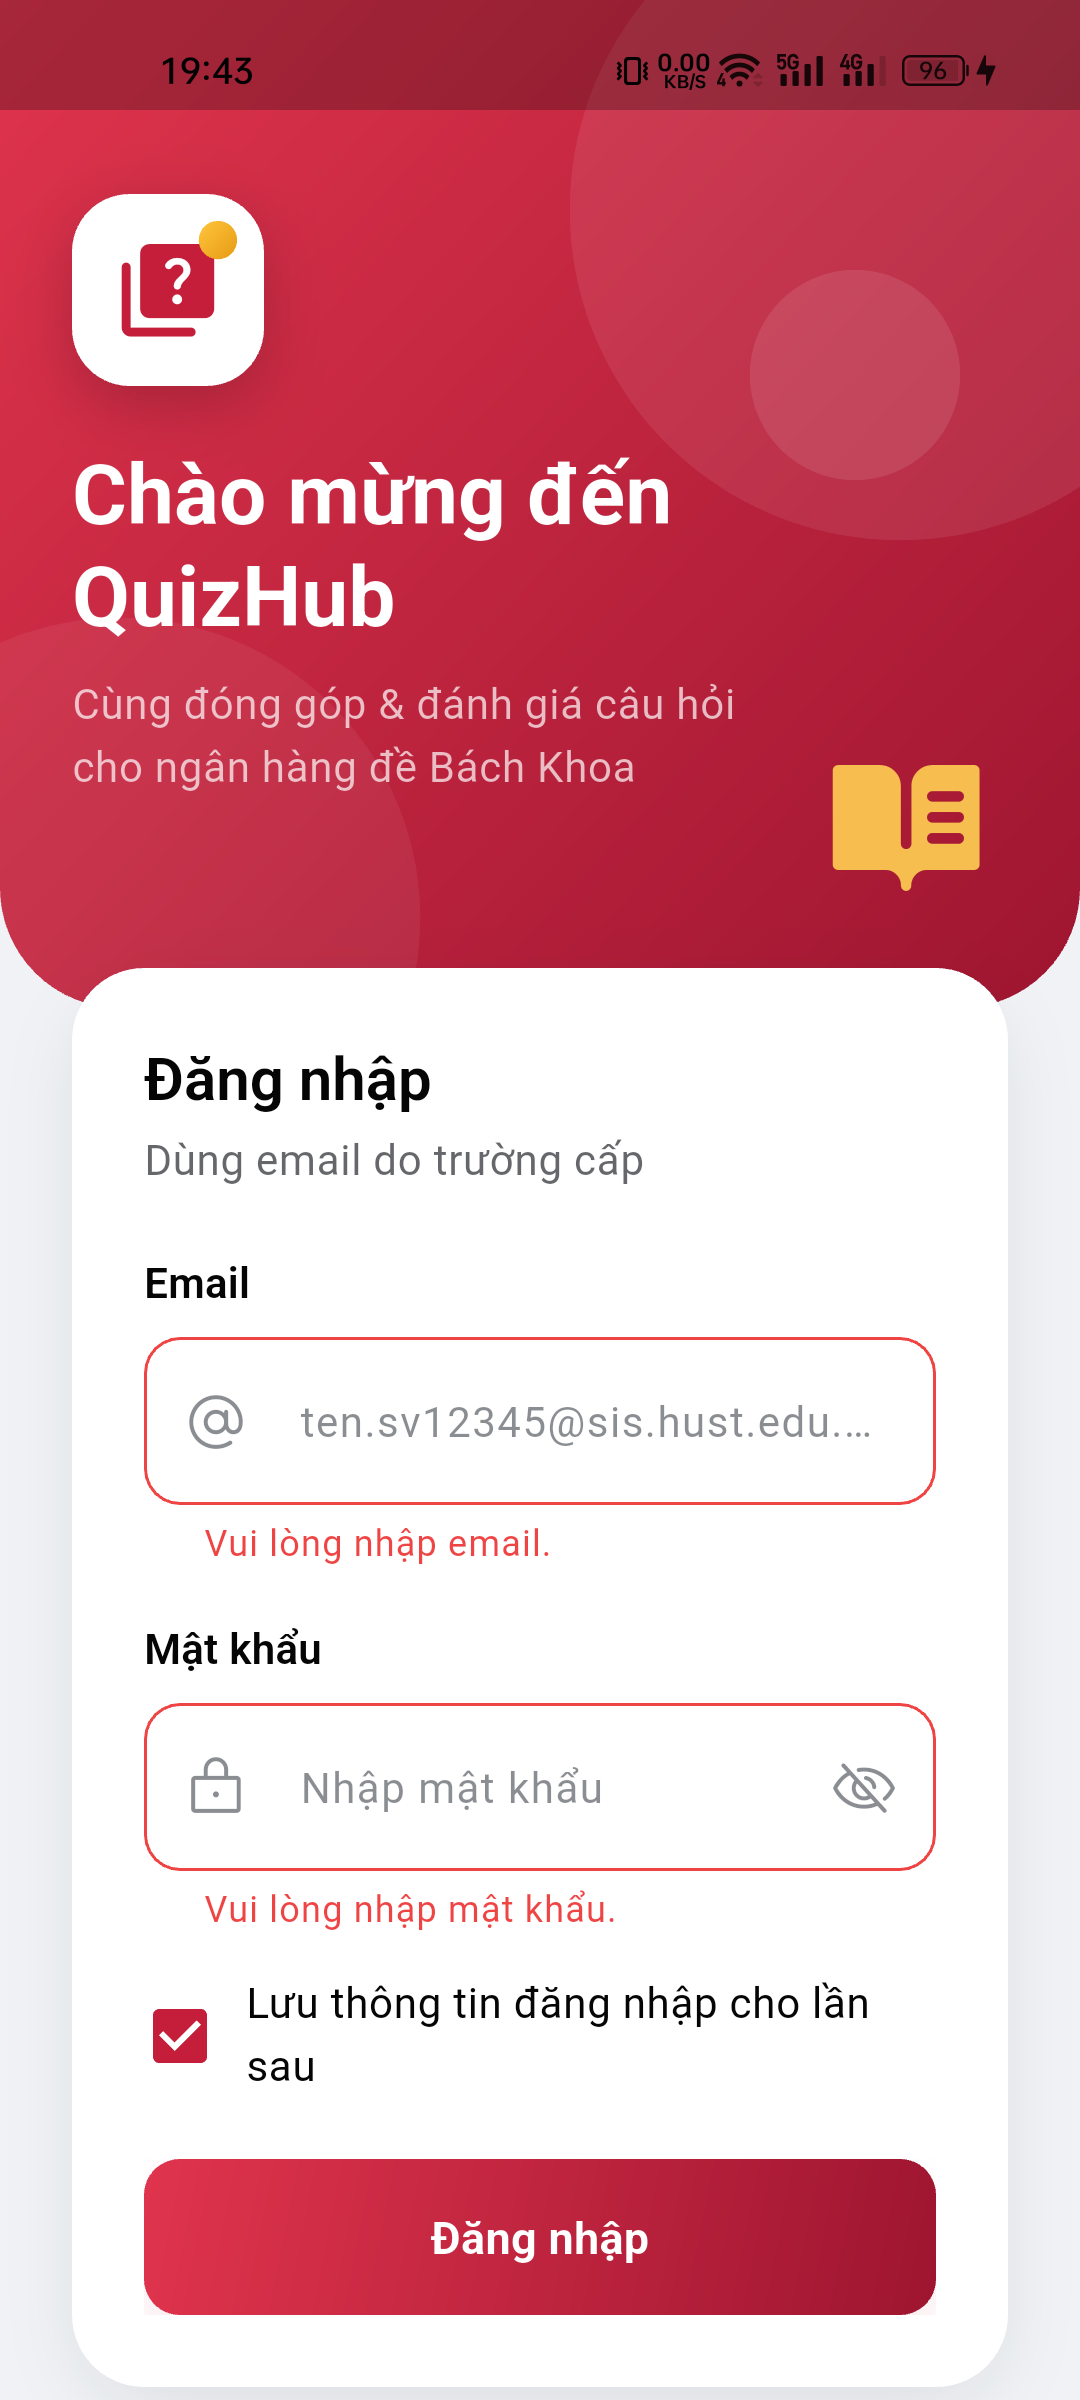 19:43
0.00
KB/S
4
5G
4G
96
?
Chào mừng đến
QuizHub
Cùng đóng góp & đánh giá câu hỏi
cho ngân hàng đề Bách Khoa
Đăng nhập
Dùng email do trường cấp
Email
ten.sv12345@sis.hust.edu....
Vui lòng nhập email.
Mật khẩu
Nhập mật khẩu
Vui lòng nhập mật khẩu.
Lưu thông tin đăng nhập cho lần
sau
Đăng nhập